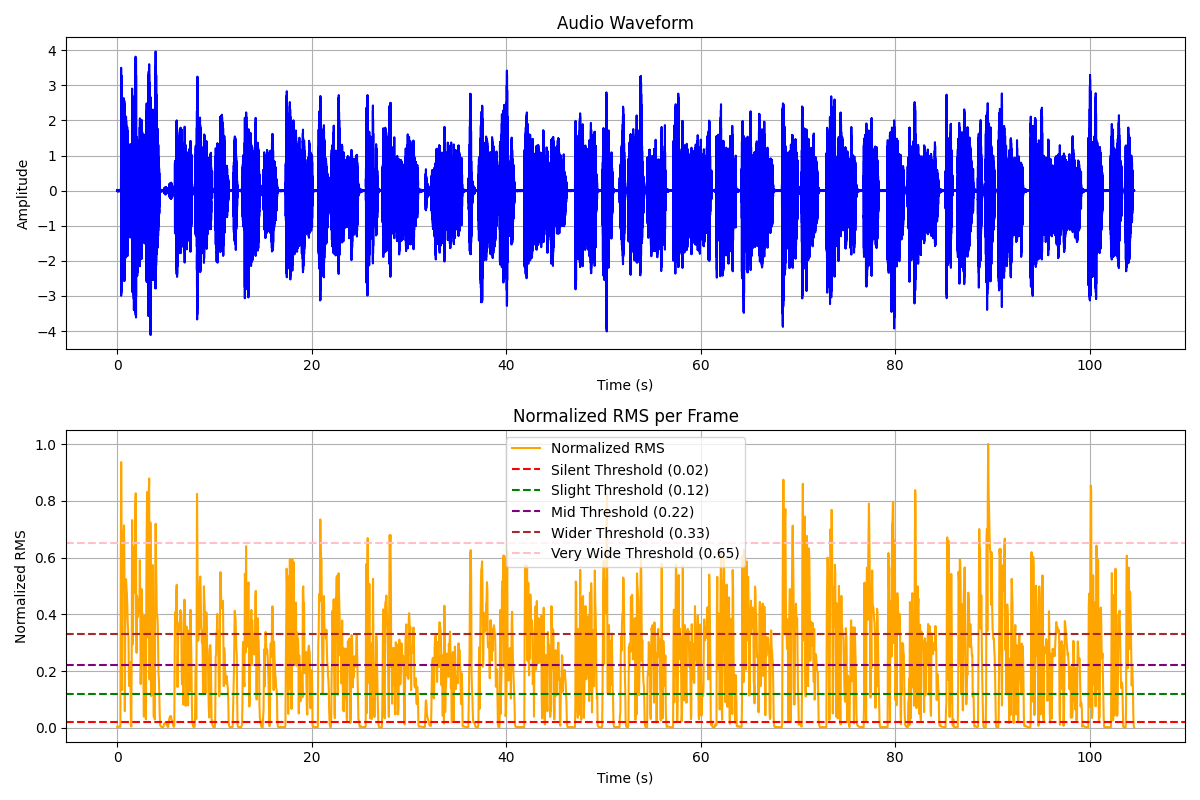 Audio Waveform
4
3
2
1
0
−1
−2
−3
−4
Amplitude
0 20 40 60 80 100
Time (s)
Normalized RMS per Frame
1.0
0.8
0.6
0.4
0.2
0.0
Normalized RMS
Normalized RMS
Silent Threshold (0.02)
Slight Threshold (0.12)
Mid Threshold (0.22)
Wider Threshold (0.33)
Very Wide Threshold (0.65)
0 20 40 60 80 100
Time (s)